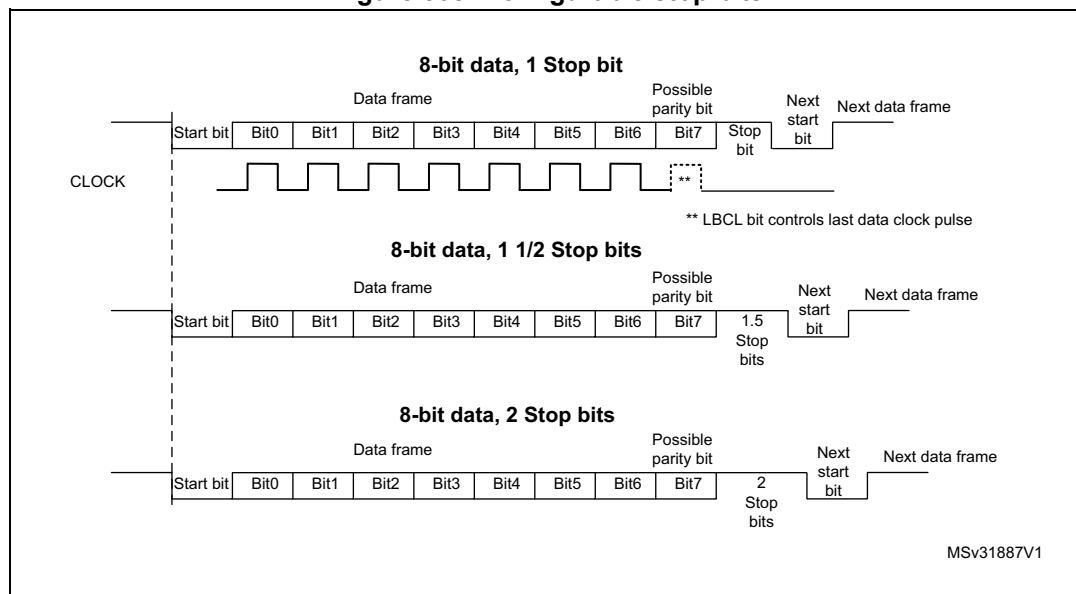 8-bit data, 1 Stop bit
Data frame
Possible
parity bit
Next
start
bit
Next data frame
Start bit Bit0 Bit1 Bit2 Bit3 Bit4 Bit5 Bit6 Bit7 Stop
bit
CLOCK
**
** LBCL bit controls last data clock pulse
8-bit data, 1 1/2 Stop bits
Data frame
Possible
parity bit
Next
start
bit
Next data frame
Start bit Bit0 Bit1 Bit2 Bit3 Bit4 Bit5 Bit6 Bit7 1.5
Stop
bits
8-bit data, 2 Stop bits
Data frame
Possible
parity bit
Next
start
bit
Next data frame
Start bit Bit0 Bit1 Bit2 Bit3 Bit4 Bit5 Bit6 Bit7 2
Stop
bits
MSv31887V1